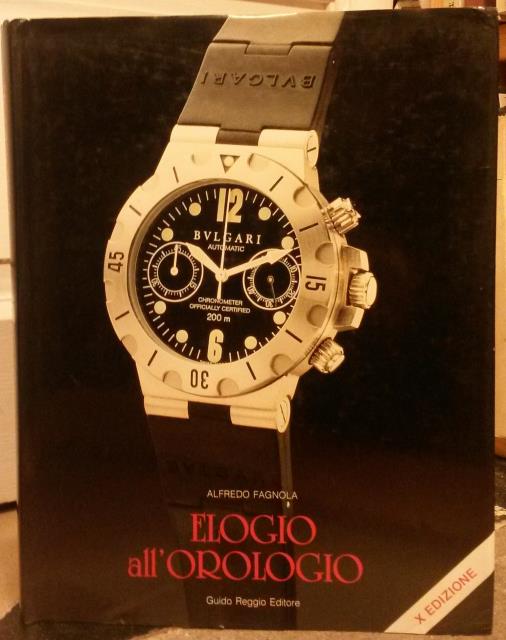 BVLGARI
12
BVLGARI
AUTOMATIC
45
15
CHRONOMETER
OFFICIALLY CERTIFIED
200 m
6
30
ALFREDO FAGNOLA
ELOGIO
all'OROLOGIO
Guido Reggio Editore
X EDIZIONE